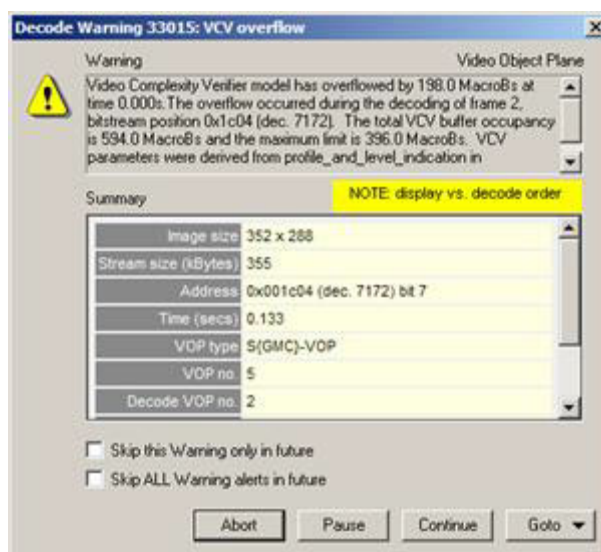 Decode Warning 33015: VCV overflow
Warning
Video Object Plane
Video Complexity Verifier model has overflowed by 198.0 MacroBs at
time 0.000s. The overflow occurred during the decoding of frame 2,
bitstream position 0x1c04 (dec. 7172). The total VCV buffer occupancy
is 594.0 MacroBs and the maximum limit is 396.0 MacroBs. VCV
parameters were derived from profile_and_level_indication in
Summary
NOTE: display vs. decode order
Image size 352 x 288
Stream size (kBytes) 355
Address 0x001c04 (dec. 7172) bit 7
Time (secs) 0.133
VOP type S{GMC}-VOP
VOP no. 5
Decode VOP no. 2
Skip this Warning only in future
Skip ALL Warning alerts in future
Abort
Pause
Continue
Goto